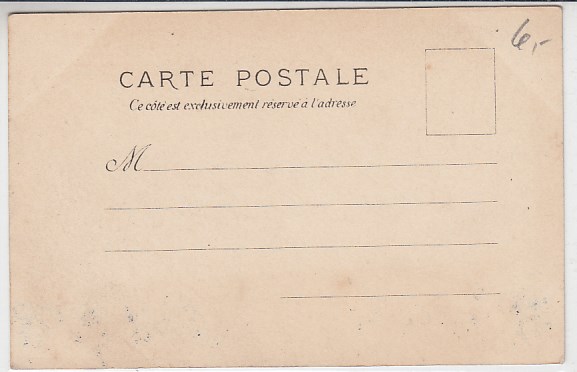 6,-
CARTE POSTALE
Ce côté est exclusivement réservé à l'adresse
M